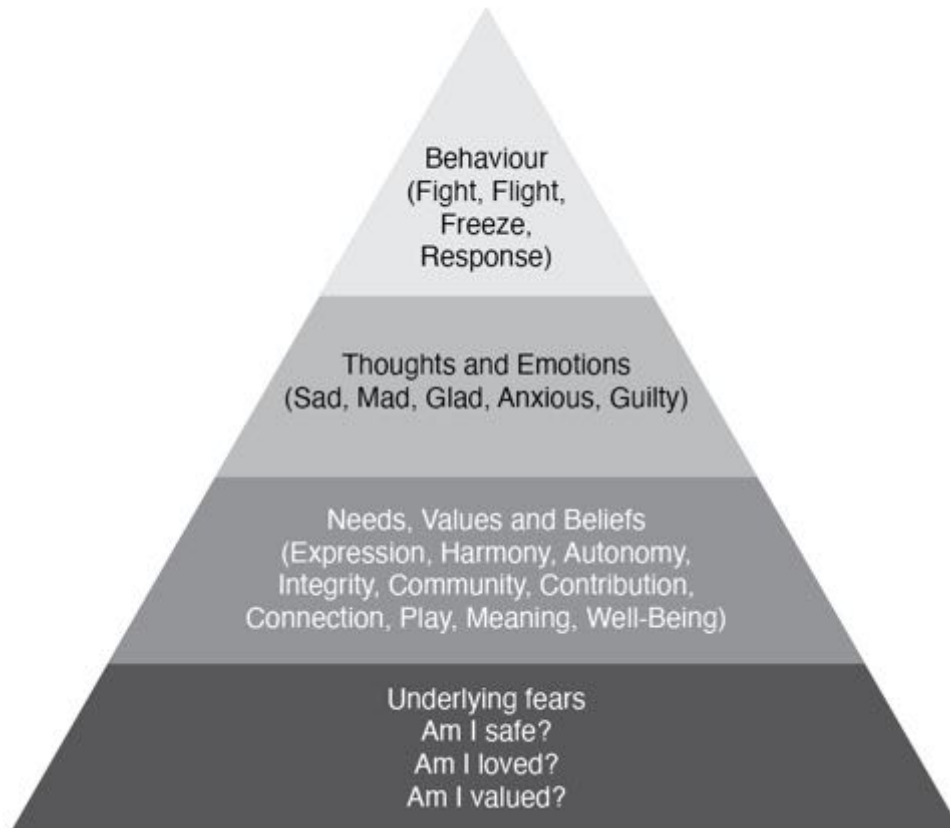 Behaviour
(Fight, Flight,
Freeze,
Response)
Thoughts and Emotions
(Sad, Mad, Glad, Anxious, Guilty)
Needs, Values and Beliefs
(Expression, Harmony, Autonomy,
Integrity, Community, Contribution,
Connection, Play, Meaning, Well-Being)
Underlying fears
Am I safe?
Am I loved?
Am I valued?